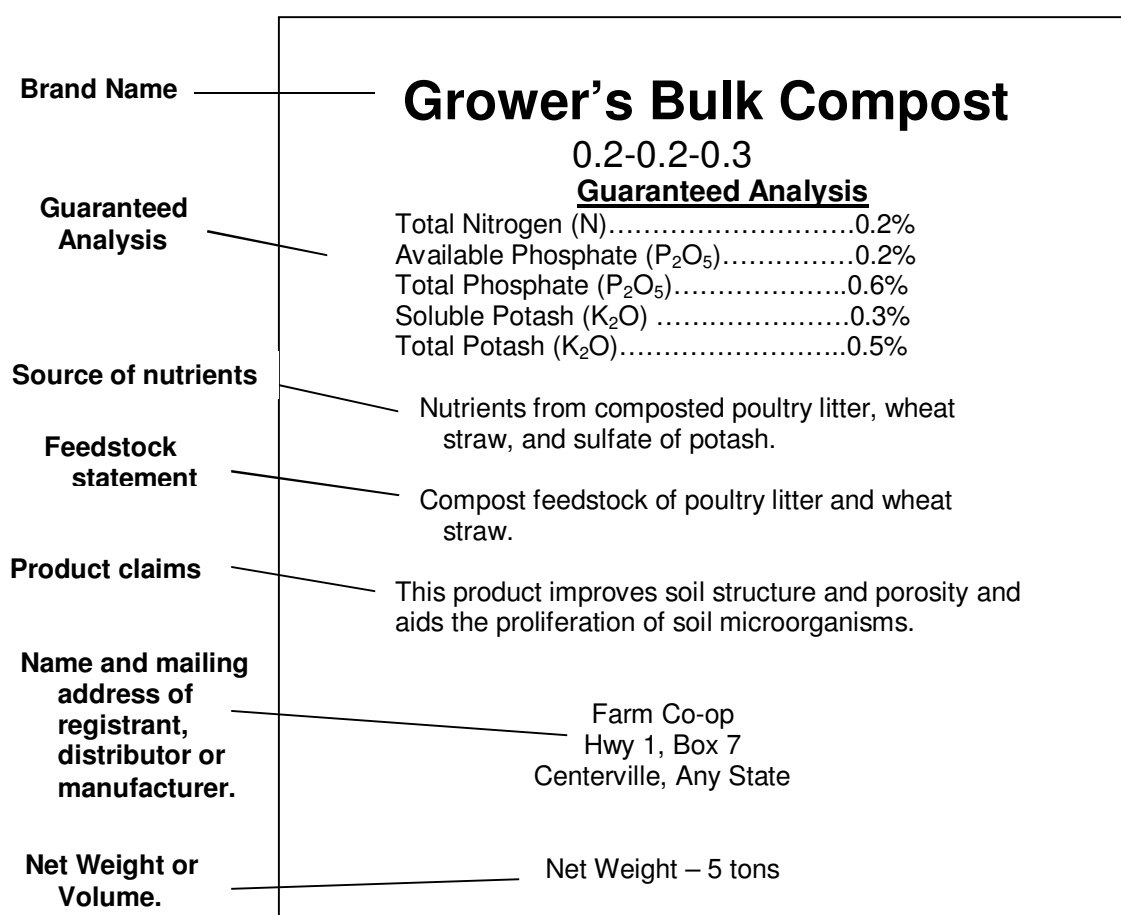 Brand Name
Grower’s Bulk Compost
0.2-0.2-0.3
Guaranteed Analysis
Guaranteed
Analysis
Total Nitrogen (N)……………………….0.2%
Available Phosphate (P₂O₅)……………0.2%
Total Phosphate (P₂O₅)………………..0.6%
Soluble Potash (K₂O) ………………….0.3%
Total Potash (K₂O)……………………..0.5%
Source of nutrients
Nutrients from composted poultry litter, wheat
straw, and sulfate of potash.
Feedstock
statement
Compost feedstock of poultry litter and wheat
straw.
Product claims
This product improves soil structure and porosity and
aids the proliferation of soil microorganisms.
Name and mailing
address of
registrant,
distributor or
manufacturer.
Farm Co-op
Hwy 1, Box 7
Centerville, Any State
Net Weight or
Volume.
Net Weight – 5 tons